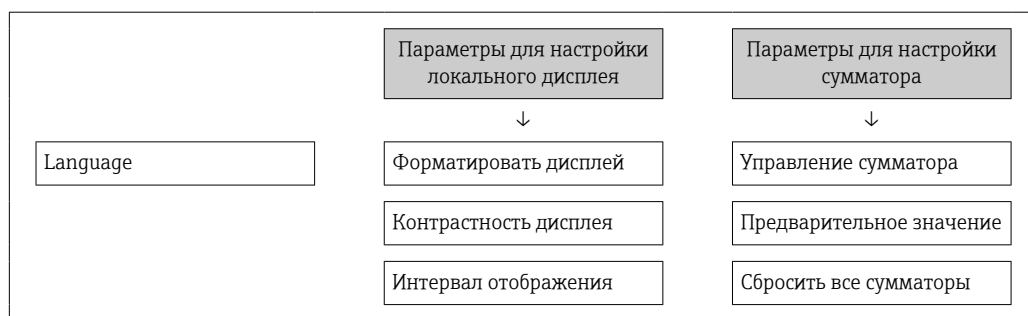 Параметры для настройки
локального дисплея
Параметры для настройки
сумматора
↓
↓
Language
Форматировать дисплей
Управление сумматора
Контрастность дисплея
Предварительное значение
Интервал отображения
Сбросить все сумматоры